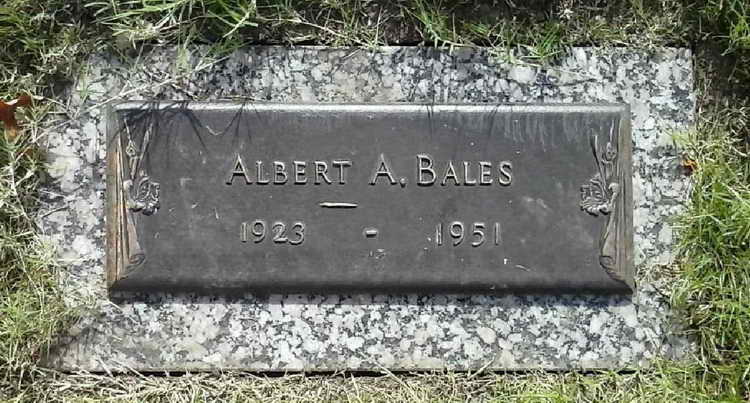 ALBERT A. BALES
1923 - 1951